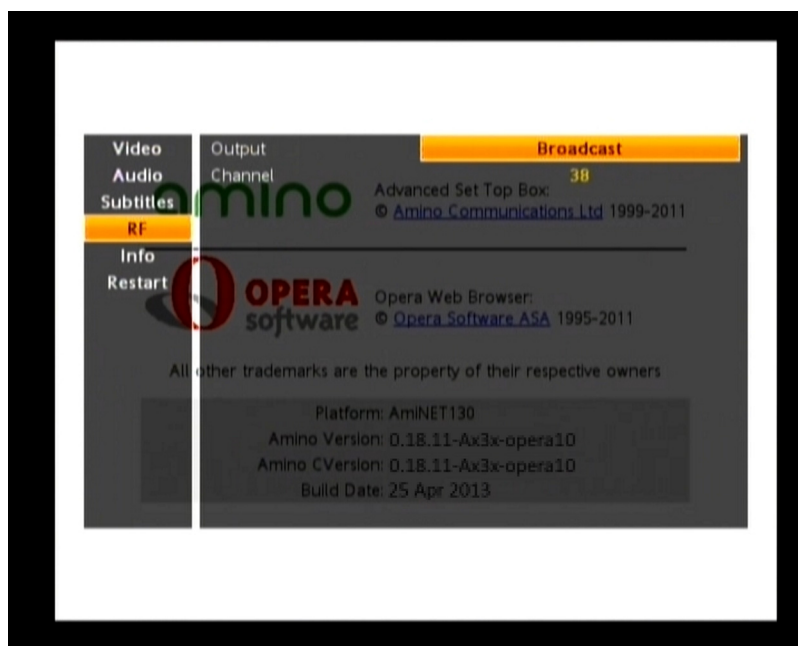 Video
Audio
Subtitles
RF
Info
Restart
Output Broadcast
Channel 38
amino
Advanced Set Top Box:
© Amino Communications Ltd 1999-2011
OPERA
software
Opera Web Browser:
© Opera Software ASA 1995-2011
All other trademarks are the property of their respective owners
Platform: AmiNET130
Amino Version: 0.18.11-Ax3x-opera10
Amino CVersion: 0.18.11-Ax3x-opera10
Build Date: 25 Apr 2013